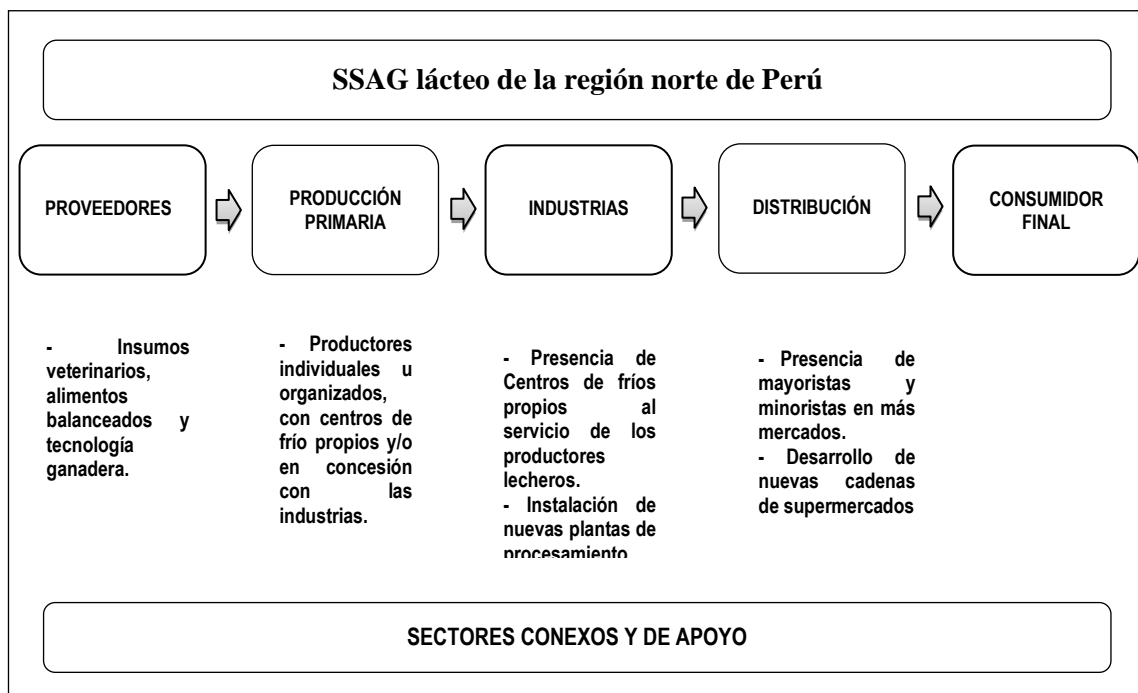 SSAG lácteo de la región norte de Perú
PROVEEDORES
PRODUCCIÓN
PRIMARIA
INDUSTRIAS
DISTRIBUCIÓN
CONSUMIDOR
FINAL
- Insumos
veterinarios,
alimentos
balanceados y
tecnología
ganadera.
- Productores
individuales u
organizados,
con centros de
frío propios y/o
en concesión
con las
industrias.
- Presencia de
Centros de fríos
propios al
servicio de los
productores
lecheros.
- Instalación de
nuevas plantas de
procesamiento
- Presencia de
mayoristas y
minoristas en más
mercados.
- Desarrollo de
nuevas cadenas
de supermercados
SECTORES CONEXOS Y DE APOYO